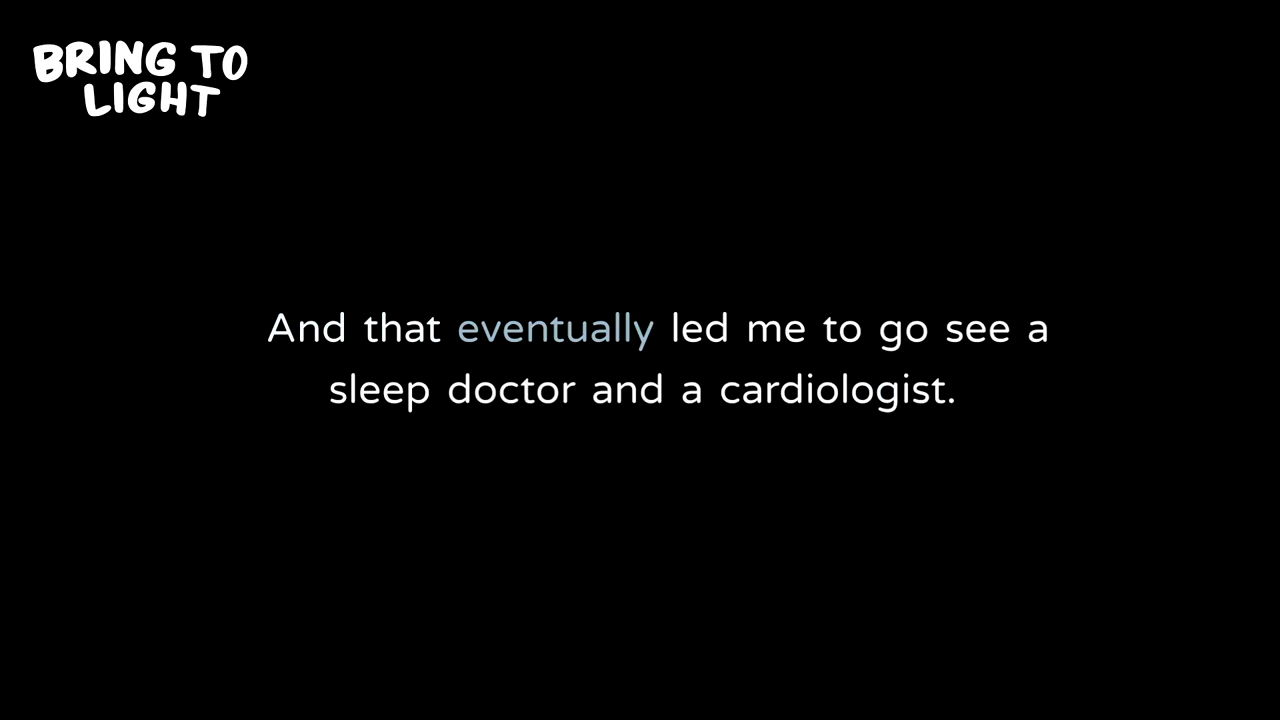 BRING TO
LIGHT
And that eventually led me to go see a
sleep doctor and a cardiologist.